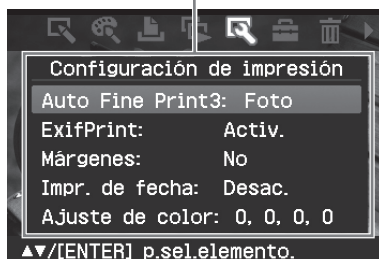 Configuración de impresión
Auto Fine Print3: Foto
ExifPrint: Activ.
Márgenes: No
Impr. de fecha: Desac.
Ajuste de color: 0, 0, 0, 0
▲▼/[ENTER] p.sel.elemento.